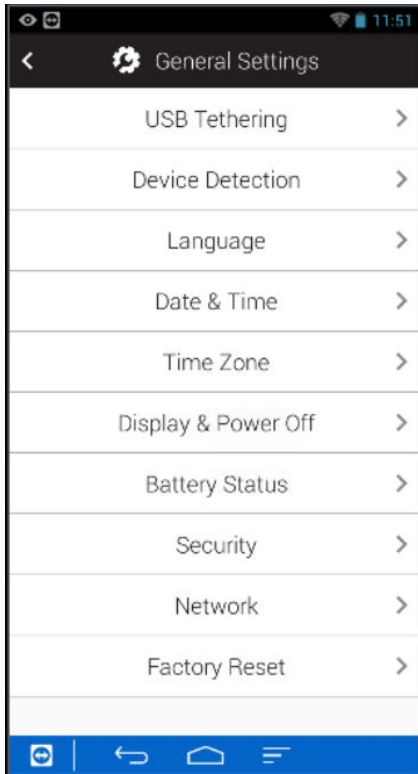 11:51
General Settings
USB Tethering
Device Detection
Language
Date & Time
Time Zone
Display & Power Off
Battery Status
Security
Network
Factory Reset